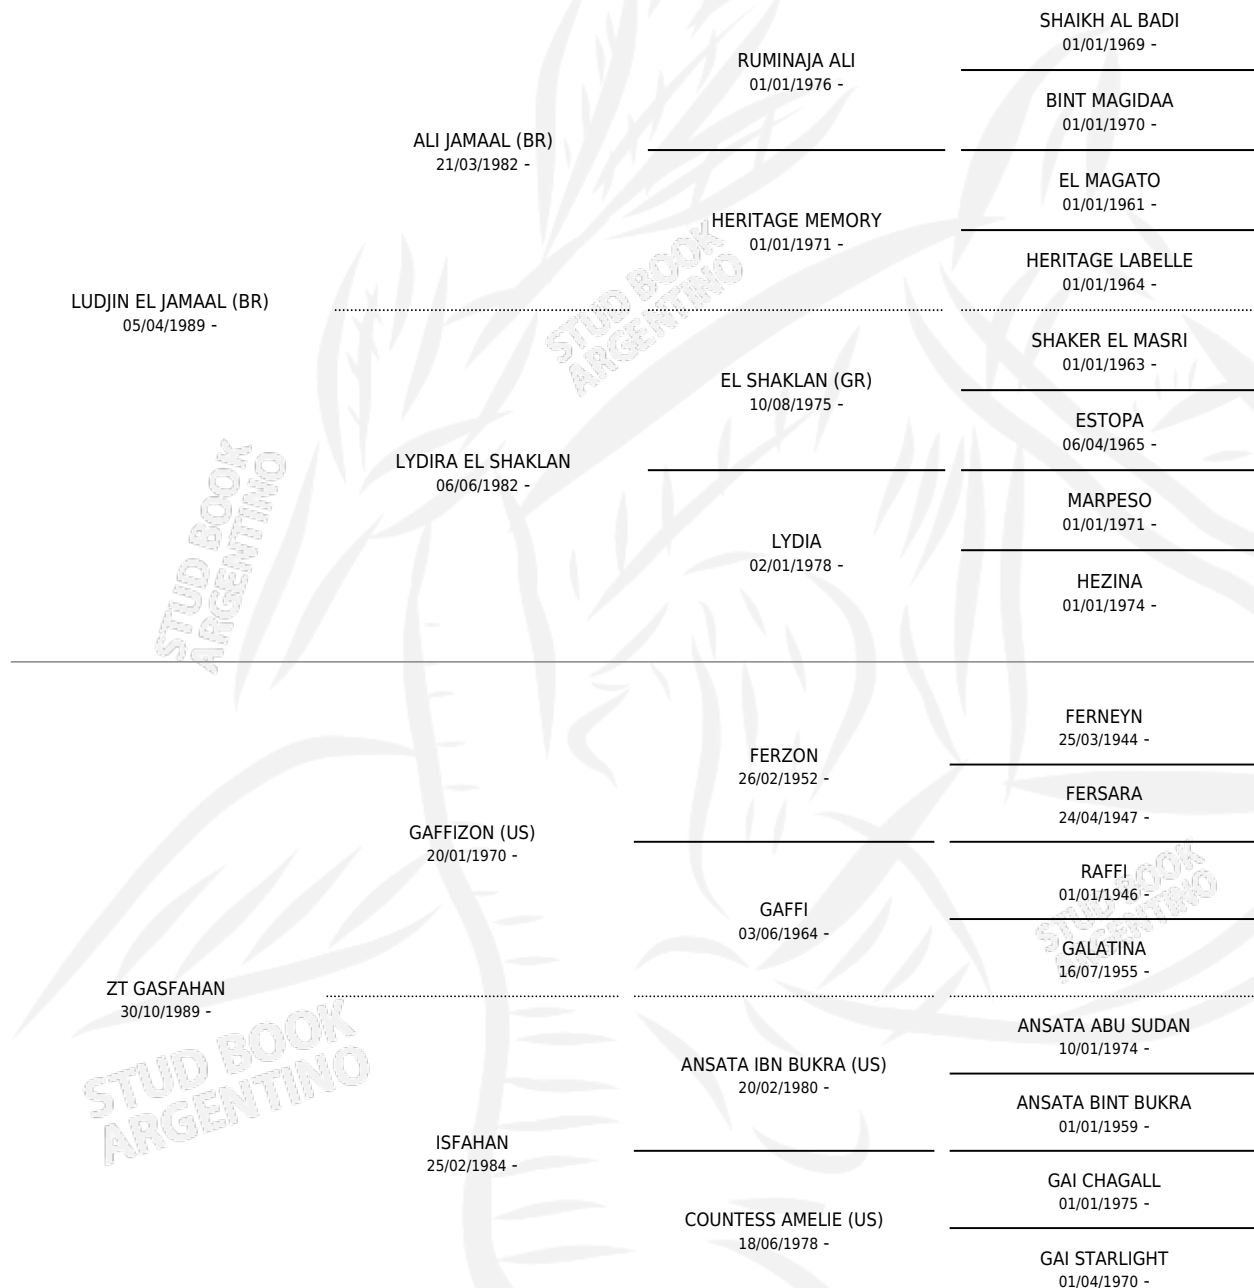 SHAIKH AL BADI
01/01/1969 -
RUMINAJA ALI
01/01/1976 -
BINT MAGIDAA
01/01/1970 -
ALI JAMAAL (BR)
21/03/1982 -
EL MAGATO
01/01/1961 -
HERITAGE MEMORY
01/01/1971 -
HERITAGE LABELLE
01/01/1964 -
LUDJIN EL JAMAAL (BR)
05/04/1989 -
STUD BOOK
ARGENTINO
SHAKER EL MASRI
01/01/1963 -
EL SHAKLAN (GR)
10/08/1975 -
ESTOPA
06/04/1965 -
LYDIRA EL SHAKLAN
06/06/1982 -
MARPESO
01/01/1971 -
LYDIA
02/01/1978 -
HEZINA
01/01/1974 -
STUD BOOK
ARGENTINO
FERNEYN
25/03/1944 -
FERZON
26/02/1952 -
FERSARA
24/04/1947 -
GAFFIZON (US)
20/01/1970 -
RAFFI
01/01/1946 -
GAFFI
03/06/1964 -
STUD BOOK
ARGENTINO
GALATINA
16/07/1955 -
ZT GASFAHAN
30/10/1989 -
STUD BOOK
ARGENTINO
ANSATA ABU SUDAN
10/01/1974 -
ANSATA IBN BUKRA (US)
20/02/1980 -
ANSATA BINT BUKRA
01/01/1959 -
ISFAHAN
25/02/1984 -
GAI CHAGALL
01/01/1975 -
COUNTESS AMELIE (US)
18/06/1978 -
GAI STARLIGHT
01/04/1970 -